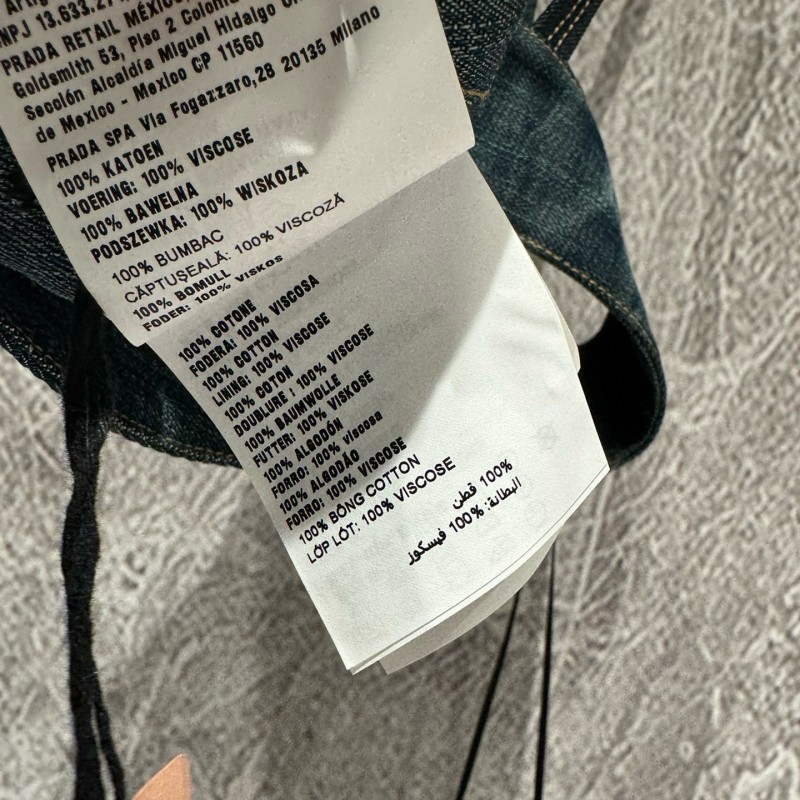 NPJ 13.633.27
PRADA RETAIL MÉXICO,
Goldsmith 53, Piso 2 Colonia
Sección Alcaldía Miguel Hidalgo
de Mexico - Mexico CP 11560
PRADA SPA Via Fogazzaro,28 20135 Milano
100% KATOEN
VOERING: 100% VISCOSE
100% BAWELNA
PODSZEWKA: 100% WISKOZA
100% BUMBAC
CĂPTUȘEALĂ: 100% VISCOZĂ
100% BOMULL
FODER: 100% VISKOS
100% COTONE
FODERA: 100% VISCOSA
100% COTTON
LINING: 100% VISCOSE
100% COTON
DOUBLURE : 100% VISCOSE
100% BAUMWOLLE
FUTTER: 100% VISKOSE
100% ALGODÓN
FORRO: 100% viscosa
100% ALGODÃO
FORRO: 100% VISCOSE
100% BÔNG COTTON
LỚP LÓT: 100% VISCOSE
100% قطن
البطانة: 100% فيسكوز